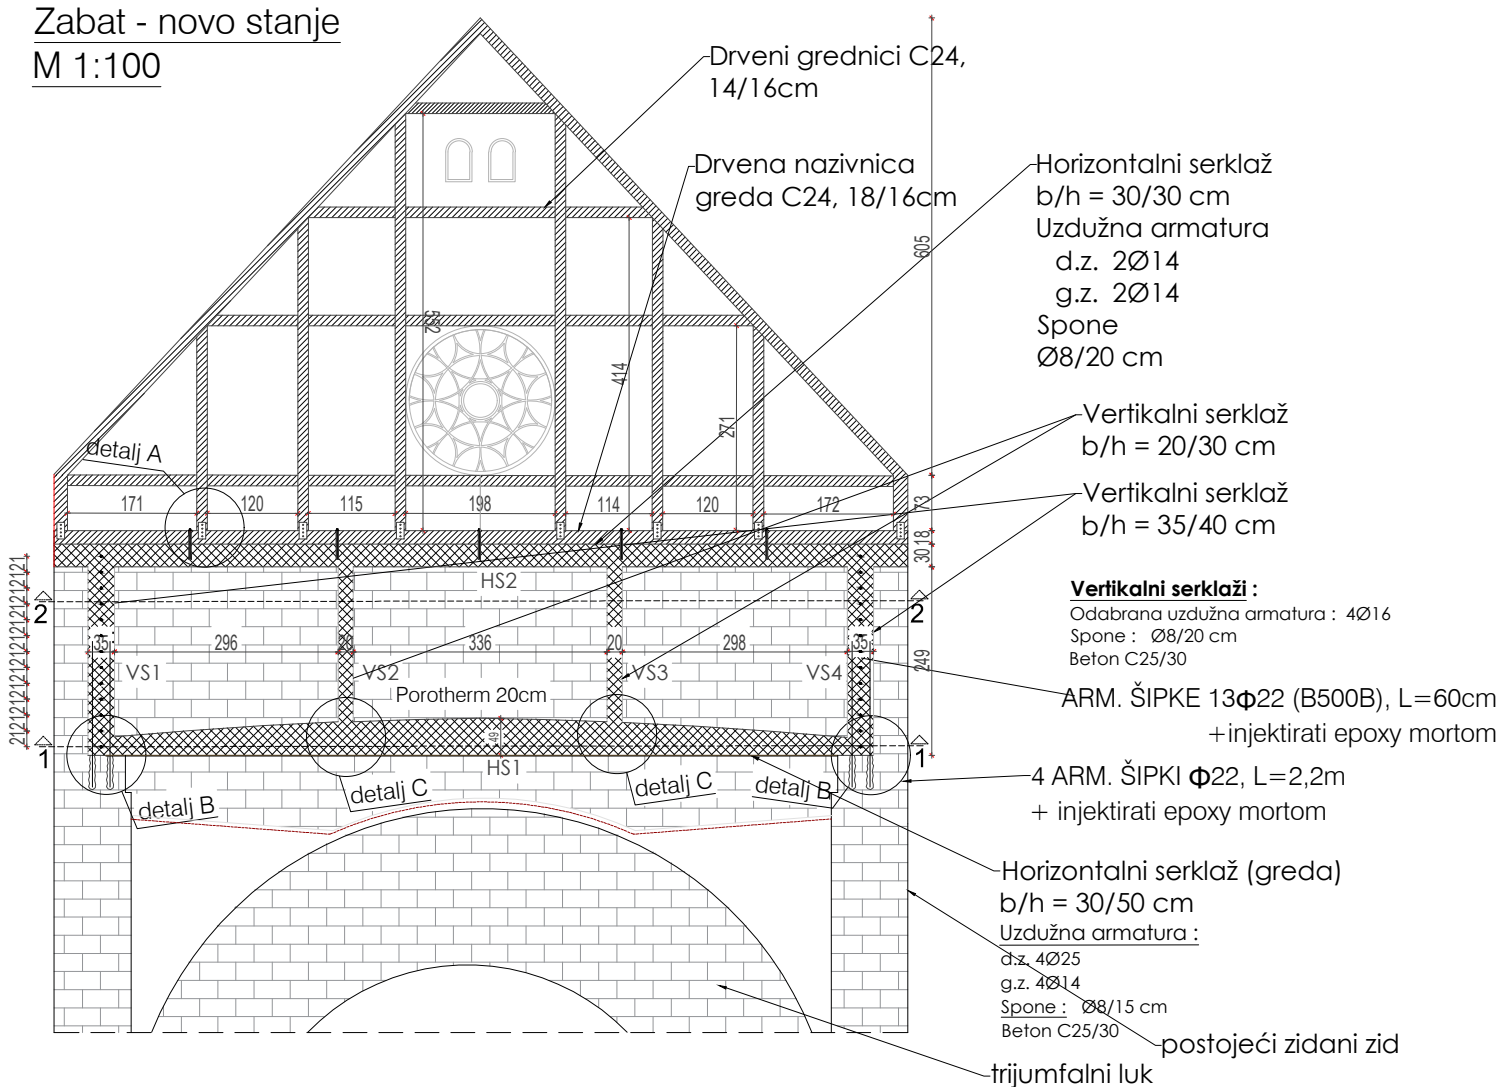 Zabat - novo stanje
M 1:100
Drveni grednici C24,
14/16cm
Drvena nazivnica
greda C24, 18/16cm
Horizontalni serklaž
b/h = 30/30 cm
Uzdužna armatura
d.z. 2Ø14
g.z. 2Ø14
Spone
Ø8/20 cm
605
552
414
271
Vertikalni serklaž
b/h = 20/30 cm
detalj A
171
120
115
198
114
120
172
73
Vertikalni serklaž
b/h = 35/40 cm
18
30
HS2
2
2
Vertikalni serklaži :
Odabrana uzdužna armatura : 4Ø16
Spone : Ø8/20 cm
Beton C25/30
212121212121212121212121
35
296
20
336
20
298
35
249
VS1
VS2
VS3
VS4
Porotherm 20cm
ARM. ŠIPKE 13Φ22 (B500B), L=60cm
+injektirati epoxy mortom
49
1
1
HS1
detalj B
detalj C
detalj C
detalj B
4 ARM. ŠIPKI Φ22, L=2,2m
+ injektirati epoxy mortom
Horizontalni serklaž (greda)
b/h = 30/50 cm
Uzdužna armatura :
d.z. 4Ø25
g.z. 4Ø14
Spone : Ø8/15 cm
Beton C25/30
postojeći zidani zid
trijumfalni luk